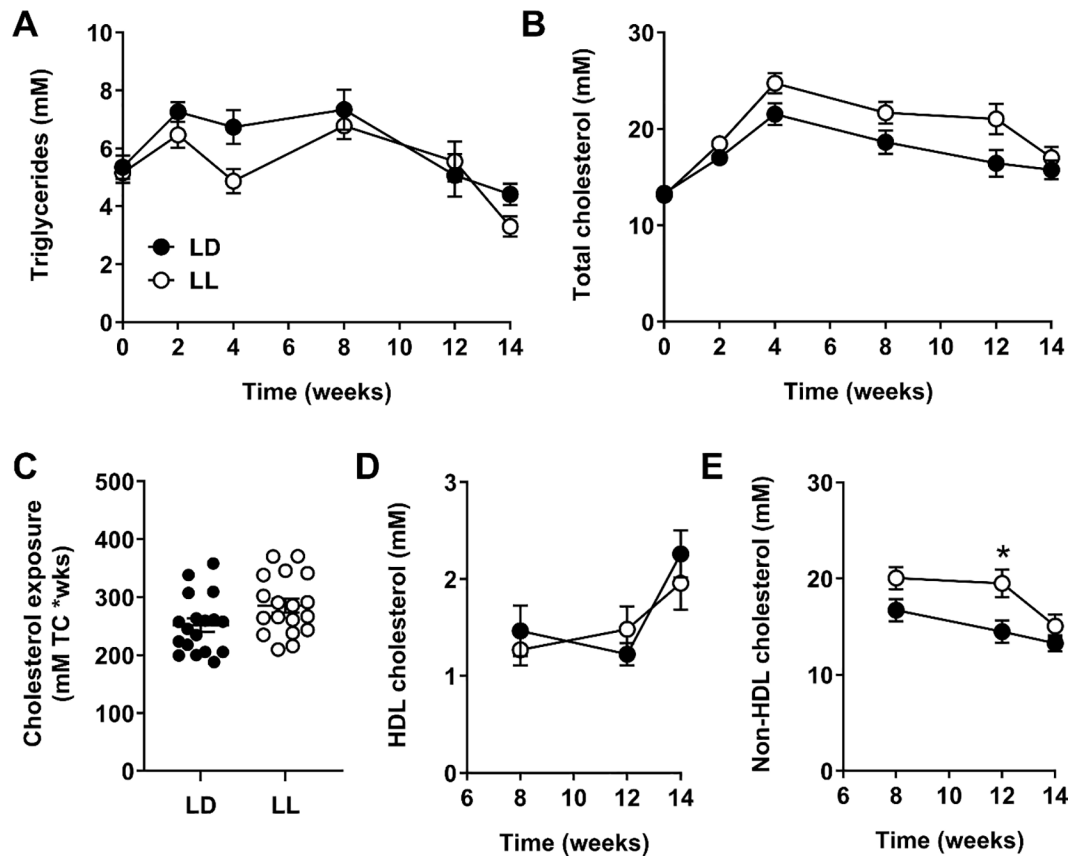 A
Triglycerides (mM)
10
8
6
4
2
0
LD
LL
0 2 4 6 8 10 12 14
Time (weeks)
B
Total cholesterol (mM)
30
20
10
0
0 2 4 6 8 10 12 14
Time (weeks)
C
Cholesterol exposure
(mM TC *wks)
500
400
300
200
100
0
LD LL
D
HDL cholesterol (mM)
3
2
1
0
6 8 10 12 14
Time (weeks)
E
Non-HDL cholesterol (mM)
30
20
10
0
*
6 8 10 12 14
Time (weeks)